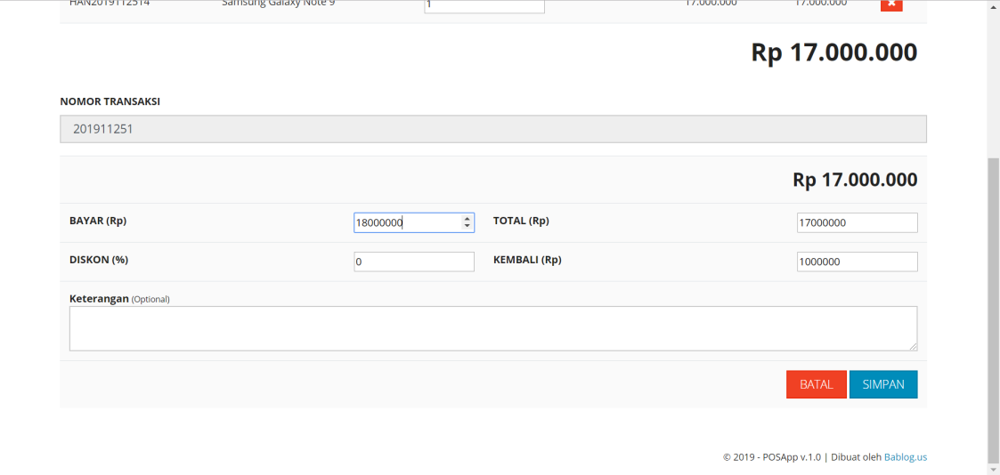 HAN2019112514 Samsung Galaxy Note 9 1 17.000.000 17.000.000
Rp 17.000.000
NOMOR TRANSAKSI
201911251
Rp 17.000.000
BAYAR (Rp) 18000000 TOTAL (Rp) 17000000
DISKON (%) 0 KEMBALI (Rp) 1000000
Keterangan (Optional)
BATAL SIMPAN
© 2019 - POSApp v.1.0 | Dibuat oleh Bablog.us